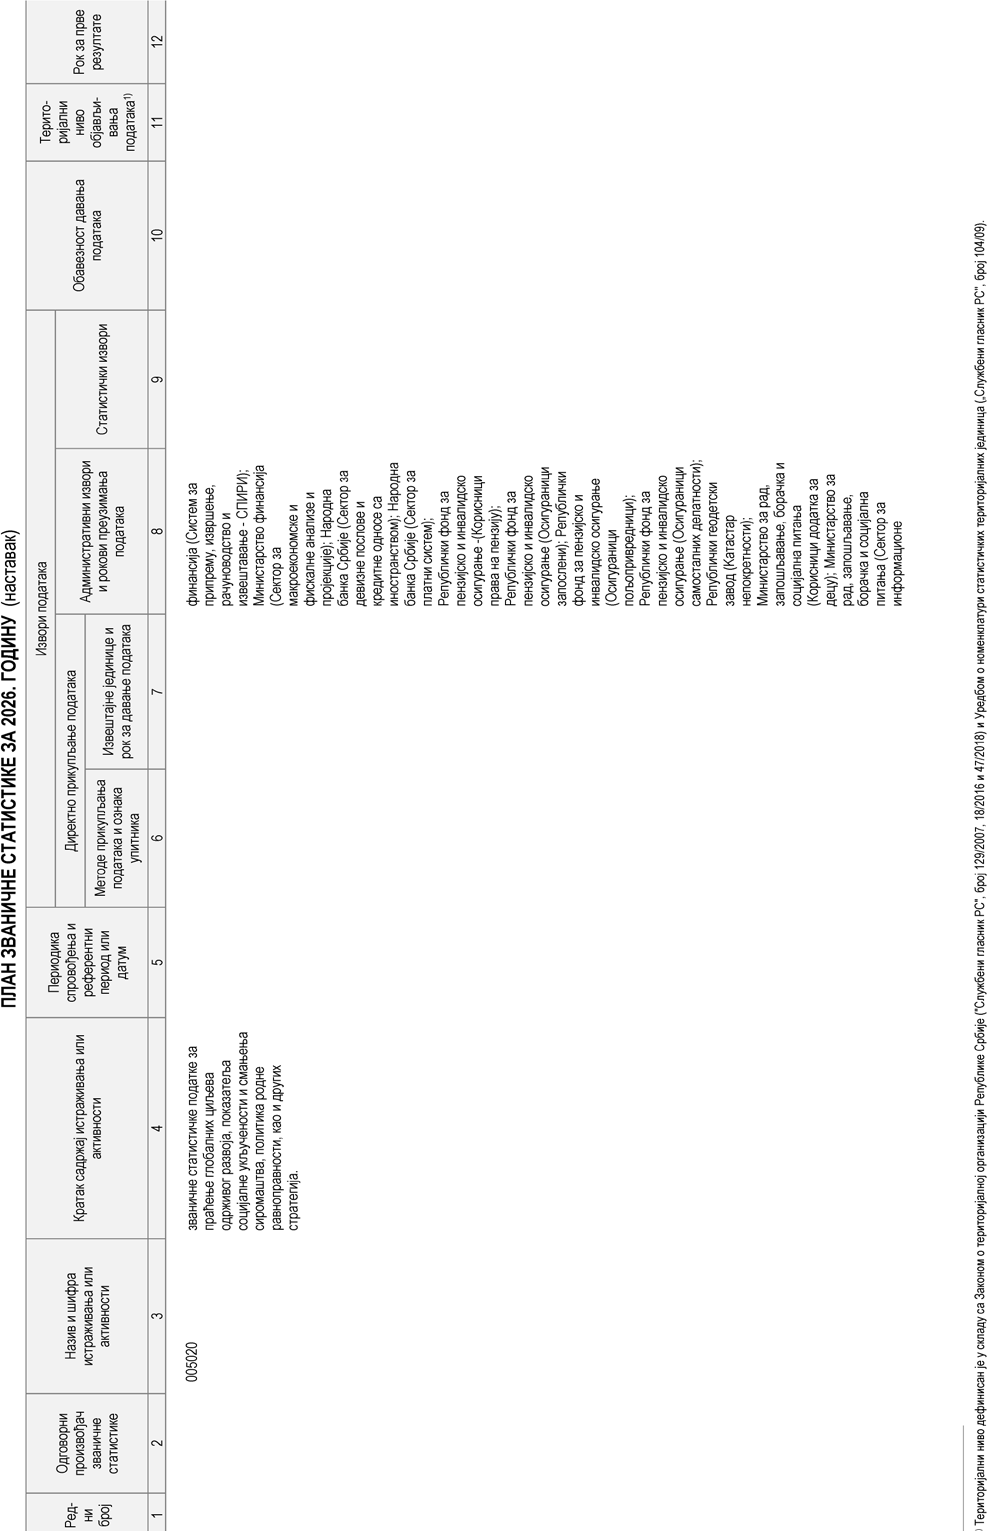 ПЛАН ЗВАНИЧНЕ СТАТИСТИКЕ ЗА 2026. ГОДИНУ (наставак)
Ред-
ни
број
Одговорни
произвођач
званичне
статистике
Назив и шифра
истраживања или
активности
Кратак садржај истраживања или
активности
Периодика
спровођења и
референтни
период или
датум
Извори података
Директно прикупљање података
Методе прикупљања
података и ознака
упитника
Извештајне јединице и
рок за давање података
Административни извори
и рокови преузимања
података
Статистички извори
Обавезност давања
података
Терито-
ријални
ниво
објављи-
вања
података¹⁾
Рок за прве
резултате
1 2 3 4 5 6 7 8 9 10 11 12
005020
званичне статистичке податке за
праћење глобалних циљева
одрживог развоја, показатеља
социјалне укључености и смањења
сиромаштва, политика родне
равноправности, као и других
стратегија.
финансија (Систем за
припрему, извршење,
рачуноводство и
извештавање - СПИРИ);
Министарство финансија
(Сектор за
макроекономске и
фискалне анализе и
пројекције); Народна
банка Србије (Сектор за
девизне послове и
кредитне односе са
иностранством); Народна
банка Србије (Сектор за
платни систем);
Републички фонд за
пензијско и инвалидско
осигурање -(Корисници
права на пензију);
Републички фонд за
пензијско и инвалидско
осигурање (Осигураници
запослени); Републички
фонд за пензијско и
инвалидско осигурање
(Осигураници
пољопривредници);
Републички фонд за
пензијско и инвалидско
осигурање (Осигураници
самосталних делатности);
Републички геодетски
завод (Катастар
непокретности);
Министарство за рад,
запошљавање, борачка и
социјална питања
(Корисници додатка за
децу); Министарство за
рад, запошљавање,
борачка и социјална
питања (Сектор за
информационе
⁾ Територијални ниво дефинисан је у складу са Законом о територијалној организацији Републике Србије ("Службени гласник РС", број 129/2007, 18/2016 и 47/2018) и Уредбом о номенклатури статистичких територијалних јединица („Службени гласник РС", број 104/09).